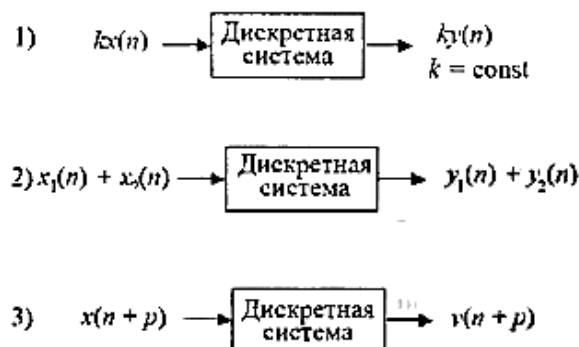 1) kx(n) Дискретная система ky(n)
k = const
2) x₁(n) + x₂(n) Дискретная система y₁(n) + y₂(n)
3) x(n + p) Дискретная система y(n + p)